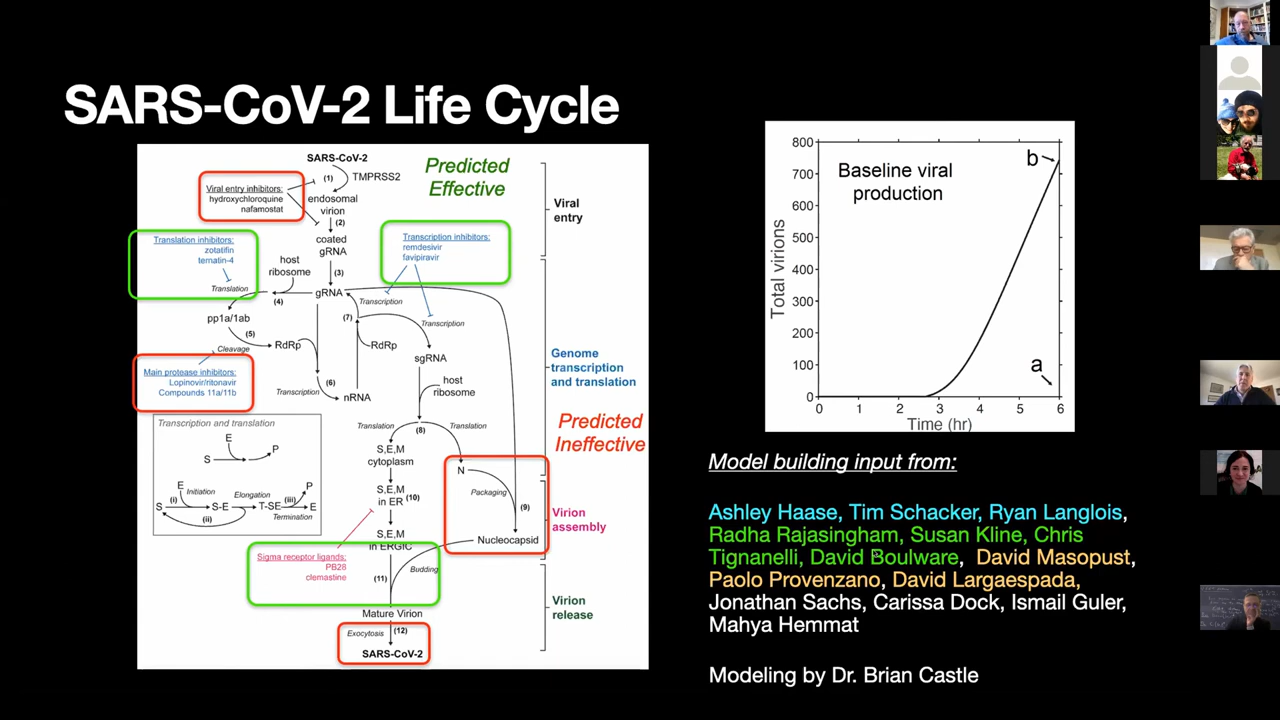 SARS-CoV-2 Life Cycle
SARS-CoV-2
Predicted
Effective
(1)
TMPRSS2
Viral entry inhibitors:
hydroxychloroquine
nafamostat
endosomal
virion
(2)
Viral
entry
coated
gRNA
Translation inhibitors:
zotatifin
ternatin-4
Transcription inhibitors:
remdesivir
favipiravir
host
ribosome
(3)
Translation
(4)
gRNA
Transcription
pp1a/1ab
(7)
Transcription
(5)
Cleavage
RdRp
RdRp
sgRNA
Genome
transcription
and translation
Main protease inhibitors:
Lopinovir/ritonavir
Compounds 11a/11b
(6)
Transcription
nRNA
host
ribosome
Predicted
Ineffective
Transcription and translation
E
S
P
E
Initiation
Elongation
P
(i)
(iii)
S
S-E
T-SE
E
(ii)
Termination
Translation
(8)
Translation
S,E,M
cytoplasm
N
S,E,M
in ER
(10)
Packaging
(9)
Virion
assembly
S,E,M
in ERGIC
Nucleocapsid
Sigma receptor ligands:
PB28
clemastine
Budding
(11)
Virion
release
Mature Virion
Exocytosis
(12)
SARS-CoV-2
800
700
600
500
400
300
200
100
0
Total virions
Baseline viral
production
b
a
0 1 2 3 4 5 6
Time (hr)
Model building input from:
Ashley Haase, Tim Schacker, Ryan Langlois,
Radha Rajasingham, Susan Kline, Chris
Tignanelli, David Boulware, David Masopust,
Paolo Provenzano, David Largaespada,
Jonathan Sachs, Carissa Dock, Ismail Guler,
Mahya Hemmat
Modeling by Dr. Brian Castle